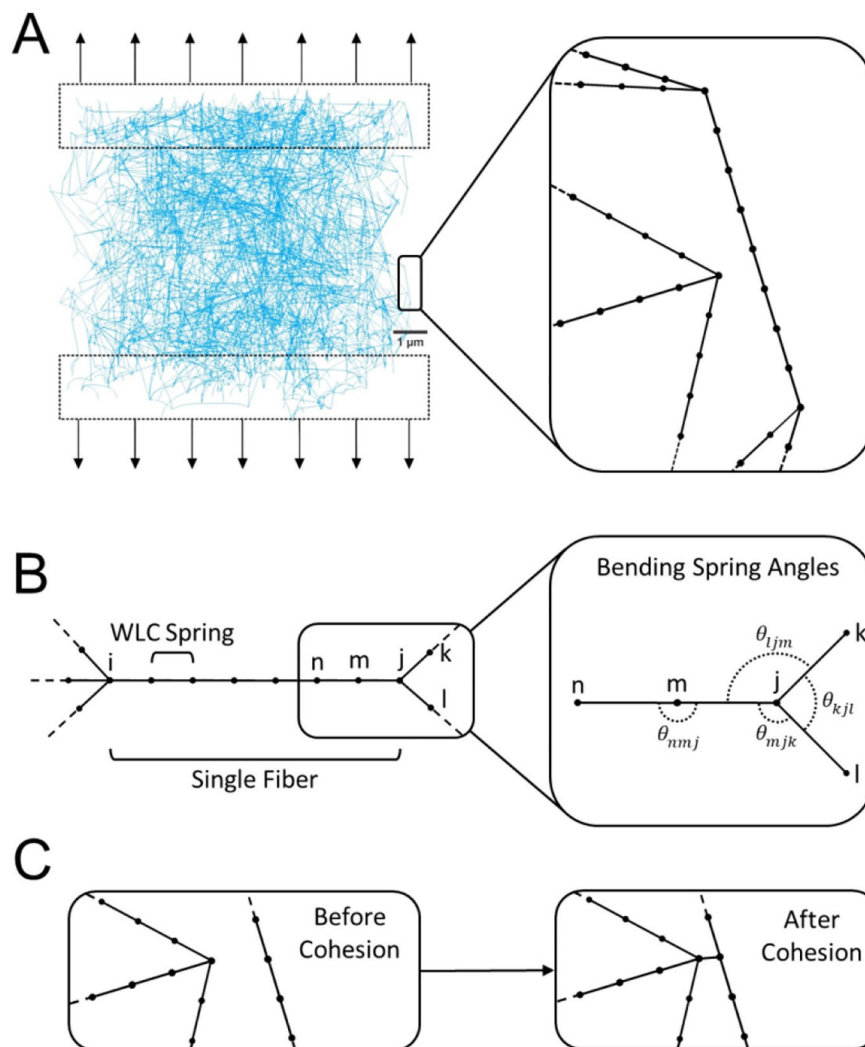 A
1 μm
B
WLC Spring
i
n
m
j
k
l
Single Fiber
Bending Spring Angles
k
θljm
j
n
m
θkjl
θnmj
θmjk
l
C
Before
Cohesion
After
Cohesion